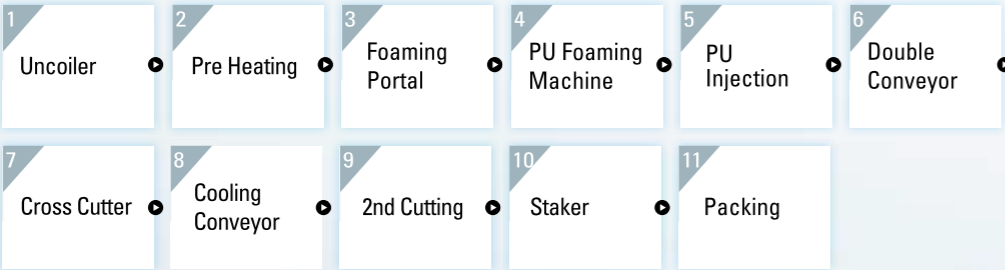 1
Uncoiler
2
Pre Heating
3
Foaming
Portal
4
PU Foaming
Machine
5
PU
Injection
6
Double
Conveyor
7
Cross Cutter
8
Cooling
Conveyor
9
2nd Cutting
10
Staker
11
Packing